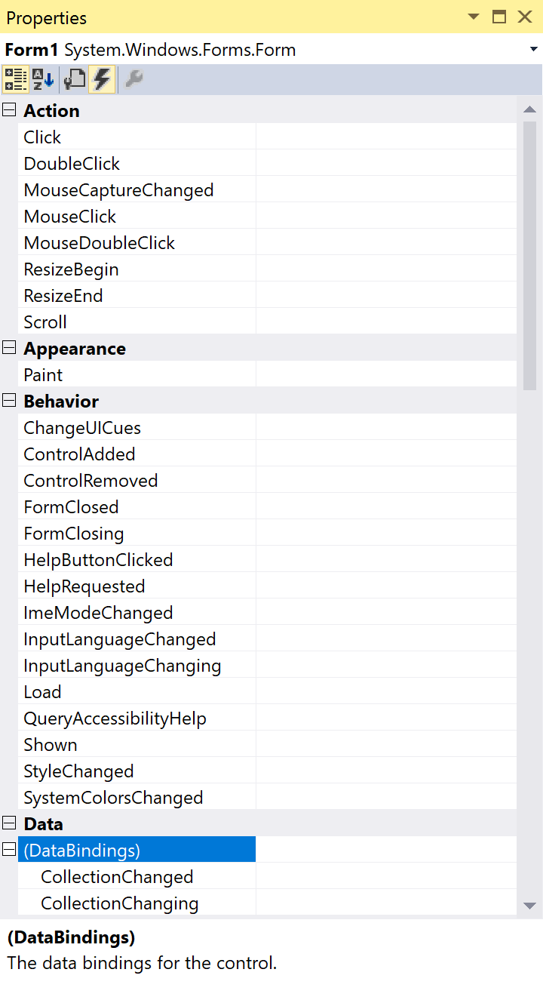 Properties
Form1 System.Windows.Forms.Form
A
Z
Action
Click
DoubleClick
MouseCaptureChanged
MouseClick
MouseDoubleClick
ResizeBegin
ResizeEnd
Scroll
Appearance
Paint
Behavior
ChangeUICues
ControlAdded
ControlRemoved
FormClosed
FormClosing
HelpButtonClicked
HelpRequested
ImeModeChanged
InputLanguageChanged
InputLanguageChanging
Load
QueryAccessibilityHelp
Shown
StyleChanged
SystemColorsChanged
Data
(DataBindings)
CollectionChanged
CollectionChanging
(DataBindings)
The data bindings for the control.